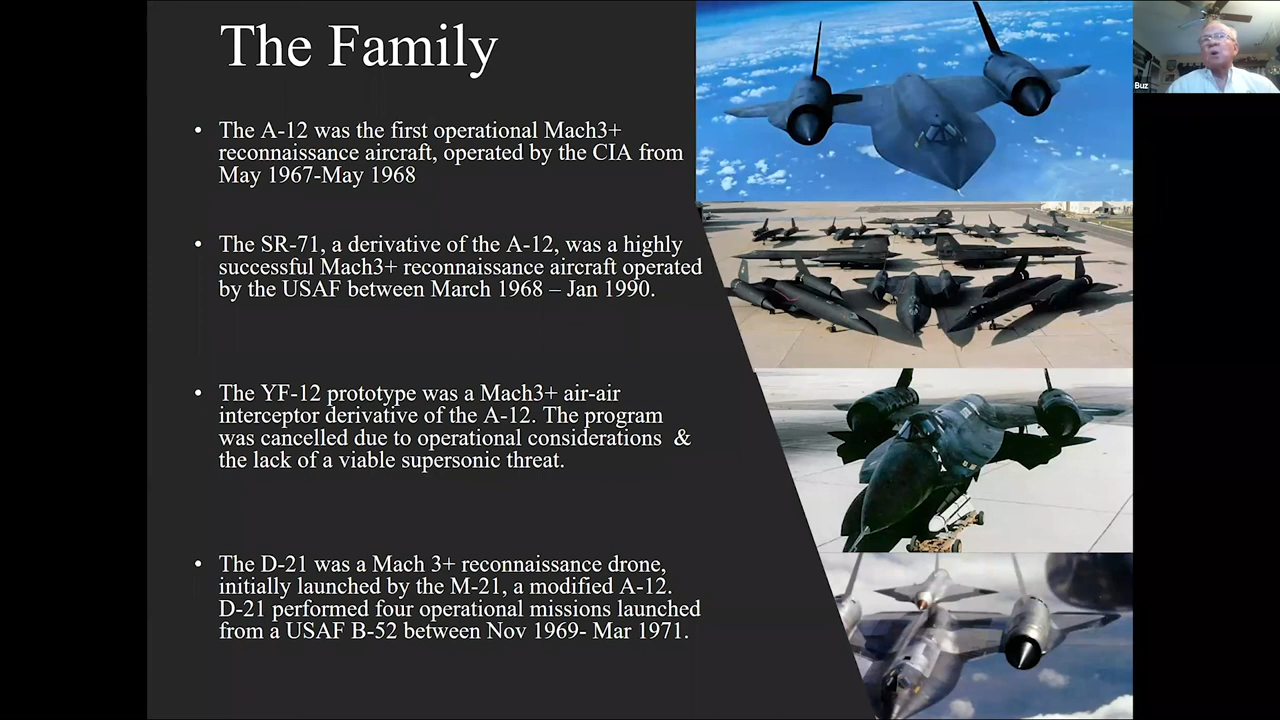 The Family
• The A-12 was the first operational Mach3+
reconnaissance aircraft, operated by the CIA from
May 1967-May 1968
• The SR-71, a derivative of the A-12, was a highly
successful Mach3+ reconnaissance aircraft operated
by the USAF between March 1968 – Jan 1990.
• The YF-12 prototype was a Mach3+ air-air
interceptor derivative of the A-12. The program
was cancelled due to operational considerations &
the lack of a viable supersonic threat.
• The D-21 was a Mach 3+ reconnaissance drone,
initially launched by the M-21, a modified A-12.
D-21 performed four operational missions launched
from a USAF B-52 between Nov 1969- Mar 1971.
Buz